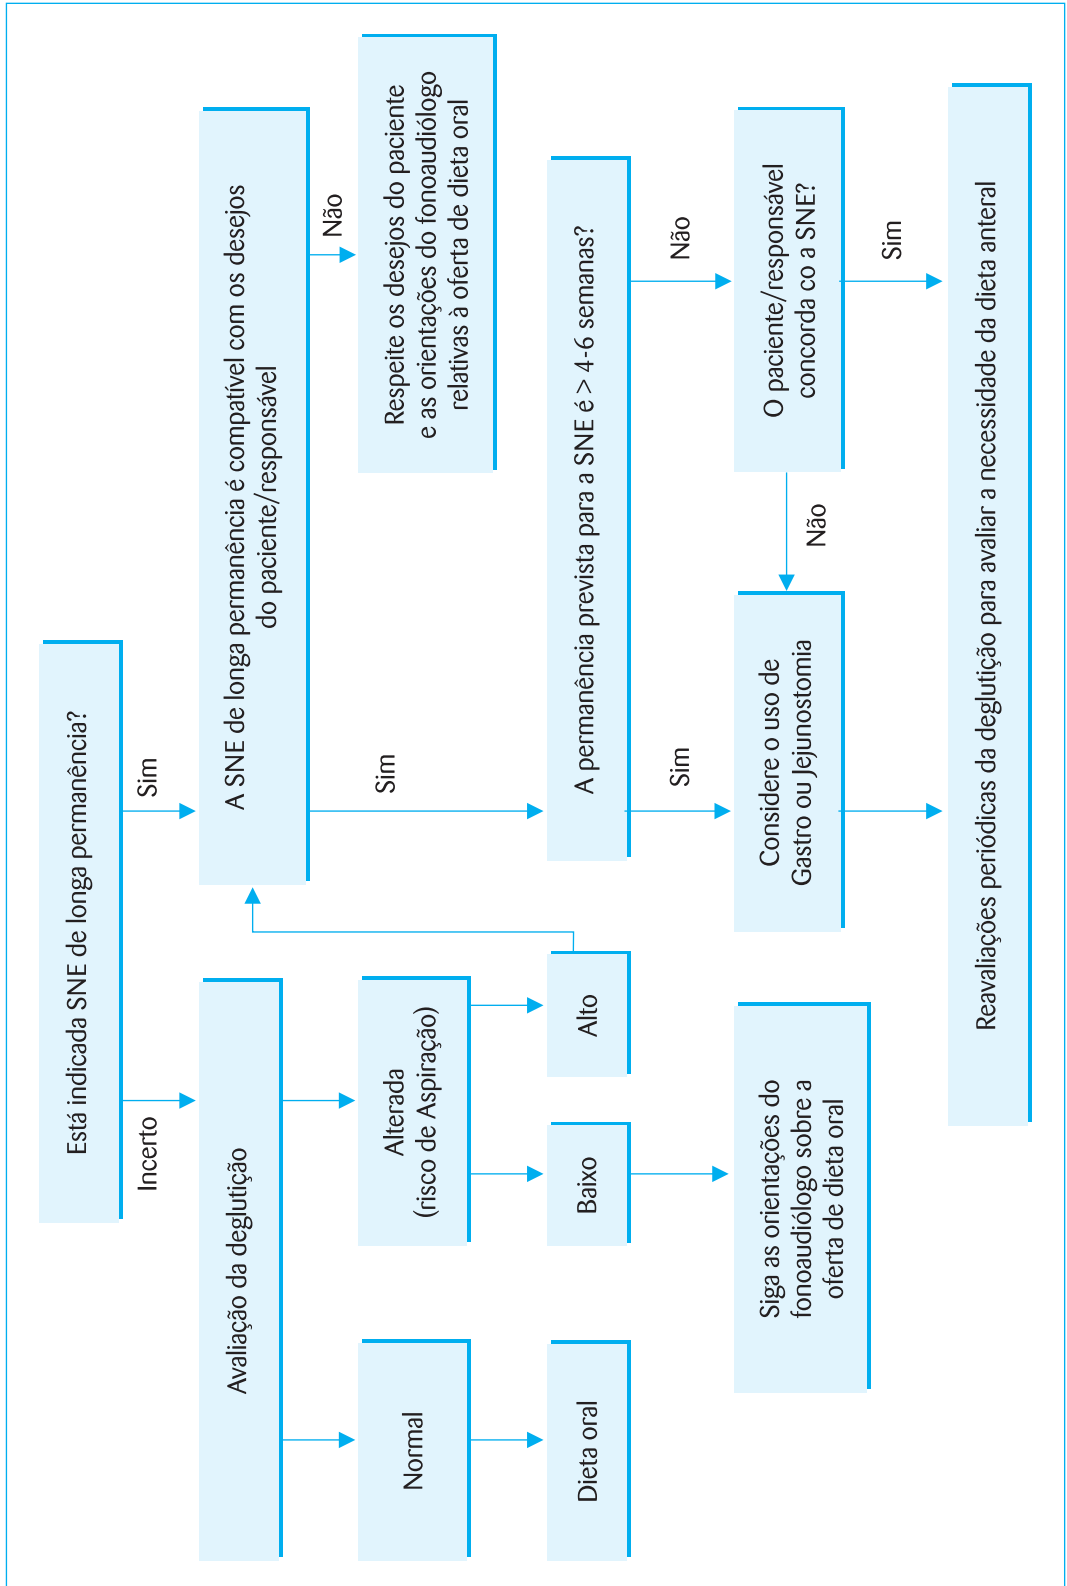 Está indicada SNE de longa permanência?
Incerto
Sim
Avaliação da deglutição
A SNE de longa permanência é compatível com os desejos
do paciente/responsável
Não
Normal
Alterada
(risco de Aspiração)
Sim
Respeite os desejos do paciente
e as orientações do fonoaudiólogo
relativas à oferta de dieta oral
Dieta oral
Baixo
Alto
A permanência prevista para a SNE é > 4-6 semanas?
Sim
Não
Siga as orientações do
fonoaudiólogo sobre a
oferta de dieta oral
Considere o uso de
Gastro ou Jejunostomia
Não
O paciente/responsável
concorda co a SNE?
Sim
Reavaliações periódicas da deglutição para avaliar a necessidade da dieta anteral